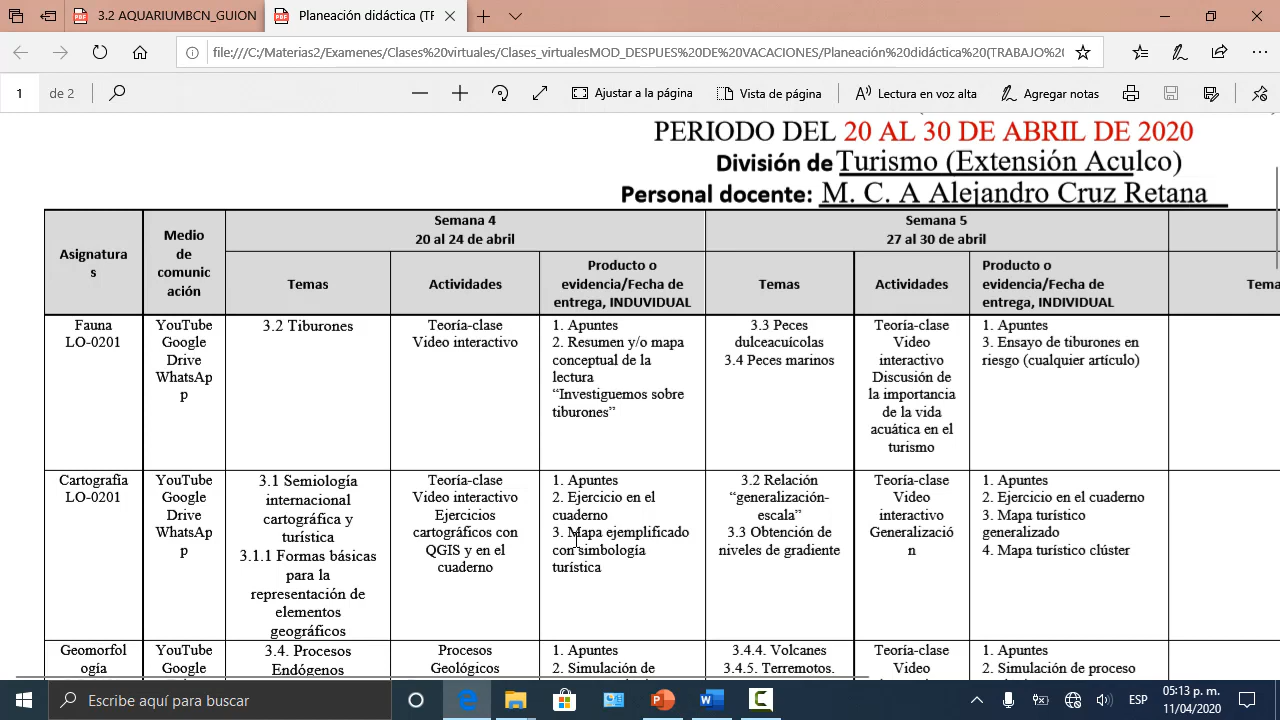 3.2 AQUARIUMBCN_GUION
Planeación didáctica (TR
file:///C:/Materias2/Examenes/Clases%20virtuales/Clases_virtualesMOD_DESPUES%20DE%20VACACIONES/Planeación%20didáctica%20(TRABAJO%20
1 de 2
Ajustar a la página
Vista de página
Lectura en voz alta
Agregar notas
PERIODO DEL 20 AL 30 DE ABRIL DE 2020
División de Turismo (Extensión Aculco)
Personal docente: M. C. A Alejandro Cruz Retana
Asignatura
s
Medio
de
comunic
ación
Semana 4
20 al 24 de abril
Semana 5
27 al 30 de abril
Temas
Actividades
Producto o
evidencia/Fecha de
entrega, INDUVIDUAL
Temas
Actividades
Producto o
evidencia/Fecha de
entrega, INDIVIDUAL
Tema
Fauna
LO-0201
YouTube
Google
Drive
WhatsAp
p
3.2 Tiburones
Teoría-clase
Video interactivo
1. Apuntes
2. Resumen y/o mapa
conceptual de la
lectura
“Investiguemos sobre
tiburones”
3.3 Peces
dulceacuícolas
3.4 Peces marinos
Teoría-clase
Video
interactivo
Discusión de
la importancia
de la vida
acuática en el
turismo
1. Apuntes
3. Ensayo de tiburones en
riesgo (cualquier artículo)
Cartografía
LO-0201
YouTube
Google
Drive
WhatsAp
p
3.1 Semiología
internacional
cartográfica y
turística
3.1.1 Formas básicas
para la
representación de
elementos
geográficos
Teoría-clase
Video interactivo
Ejercicios
cartográficos con
QGIS y en el
cuaderno
1. Apuntes
2. Ejercicio en el
cuaderno
3. Mapa ejemplificado
con simbología
turística
3.2 Relación
“generalización-
escala”
3.3 Obtención de
niveles de gradiente
Teoría-clase
Video
interactivo
Generalizació
n
1. Apuntes
2. Ejercicio en el cuaderno
3. Mapa turístico
generalizado
4. Mapa turístico clúster
Geomorfol
ogía
YouTube
Google
3.4. Procesos
Endógenos
Procesos
Geológicos
1. Apuntes
2. Simulación de
3.4.4. Volcanes
3.4.5. Terremotos.
Teoría-clase
Video
1. Apuntes
2. Simulación de proceso
Escribe aquí para buscar
ESP
05:13 p. m.
11/04/2020